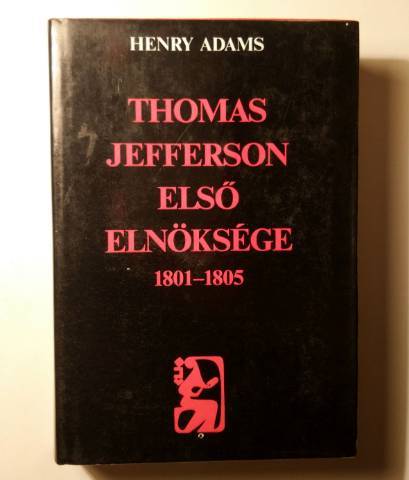 HENRY ADAMS
THOMAS
JEFFERSON
ELSŐ
ELNÖKSÉGE
1801–1805